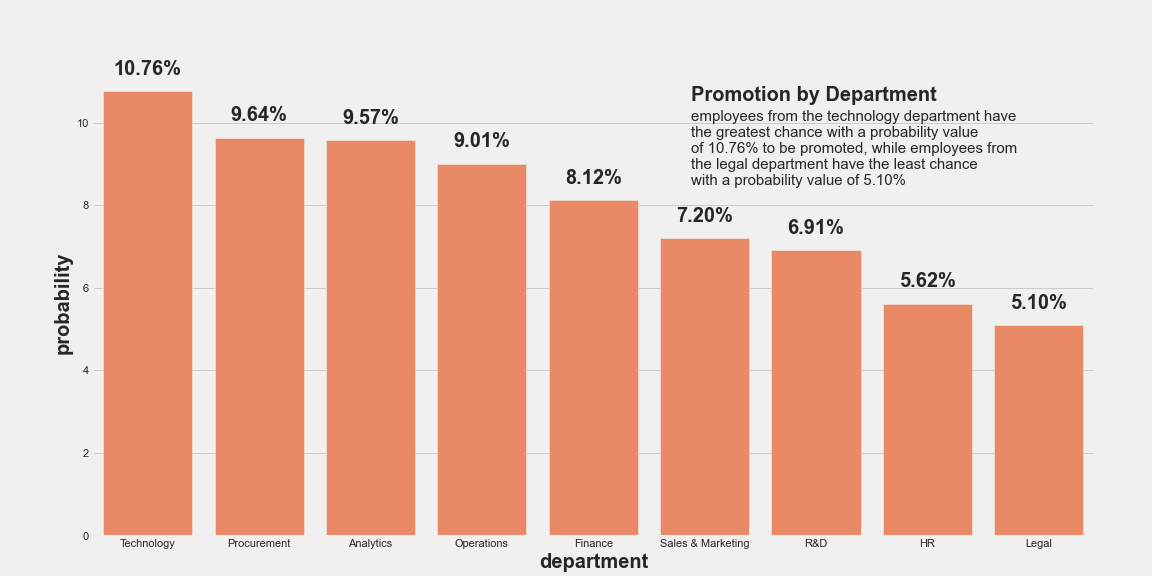 10.76%
9.64%
9.57%
9.01%
8.12%
7.20%
6.91%
5.62%
5.10%
Promotion by Department
employees from the technology department have
the greatest chance with a probability value
of 10.76% to be promoted, while employees from
the legal department have the least chance
with a probability value of 5.10%
probability
10
8
6
4
2
0
Technology
Procurement
Analytics
Operations
Finance
Sales & Marketing
R&D
HR
Legal
department